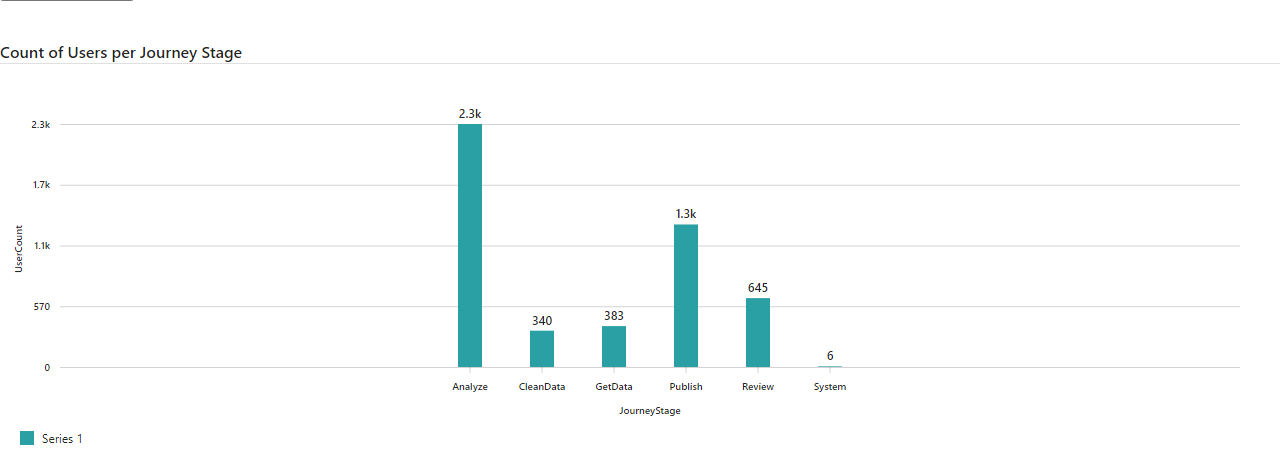 Count of Users per Journey Stage
2.3k
2.3k
1.7k
1.3k
1.1k
UserCount
645
570
340
383
6
0
Analyze CleanData GetData Publish Review System
JourneyStage
Series 1